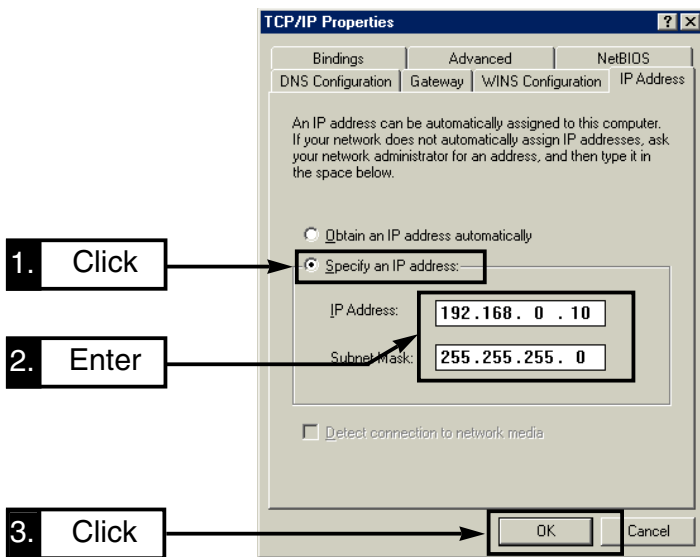 TCP/IP Properties
Bindings Advanced NetBIOS
DNS Configuration Gateway WINS Configuration IP Address
An IP address can be automatically assigned to this computer.
If your network does not automatically assign IP addresses, ask
your network administrator for an address, and then type it in
the space below.
Obtain an IP address automatically
1. Click
Specify an IP address:
IP Address: 192.168. 0 .10
2. Enter
Subnet Mask: 255.255.255. 0
Detect connection to network media
3. Click
OK Cancel